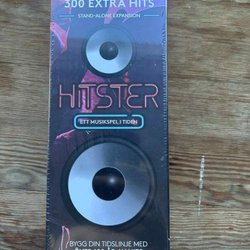 300 EXTRA HITS
STAND-ALONE EXPANSION
HITSTER
ETT MUSIKSPEL I TIDEN
BYGG DIN TIDSLINJE MED